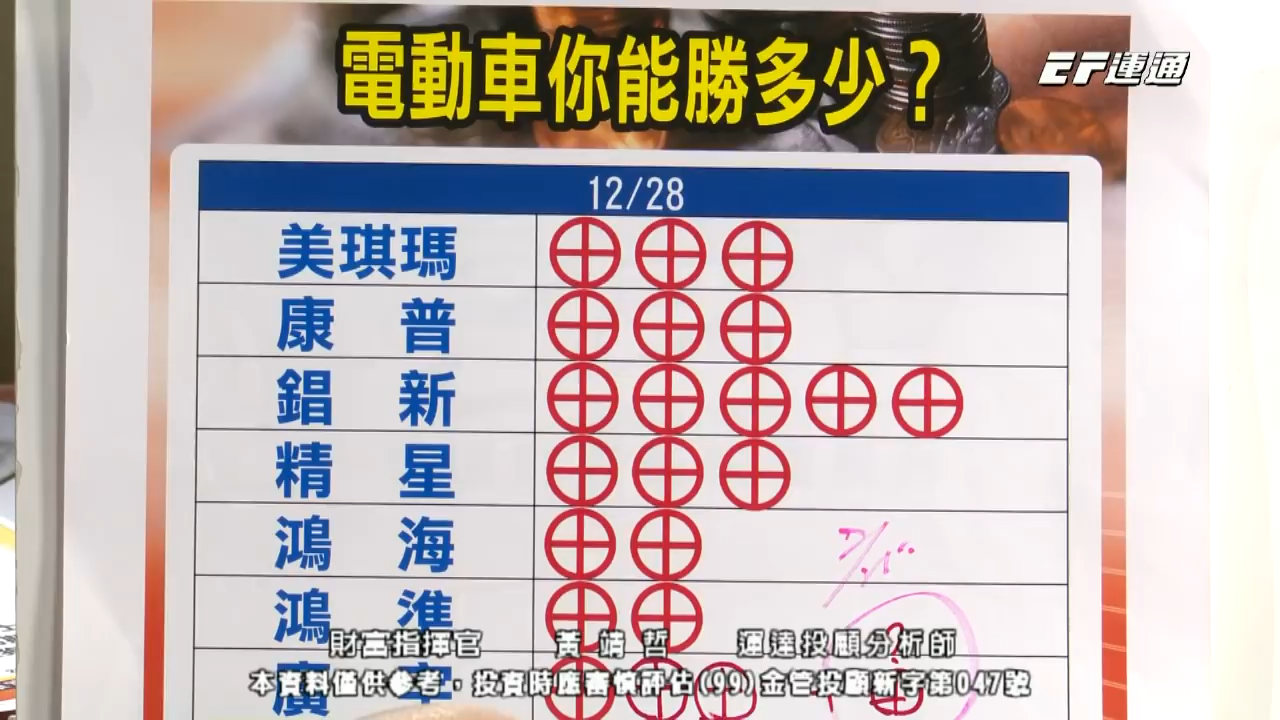 電動車你能勝多少？
EF運通
12/28
美琪瑪
康普
錩新
精星
鴻海
鴻准
廣宇
財富指揮官 黃靖哲 運達投顧分析師
本資料僅供參考，投資時應審慎評估(99)金管投顧新字第047號